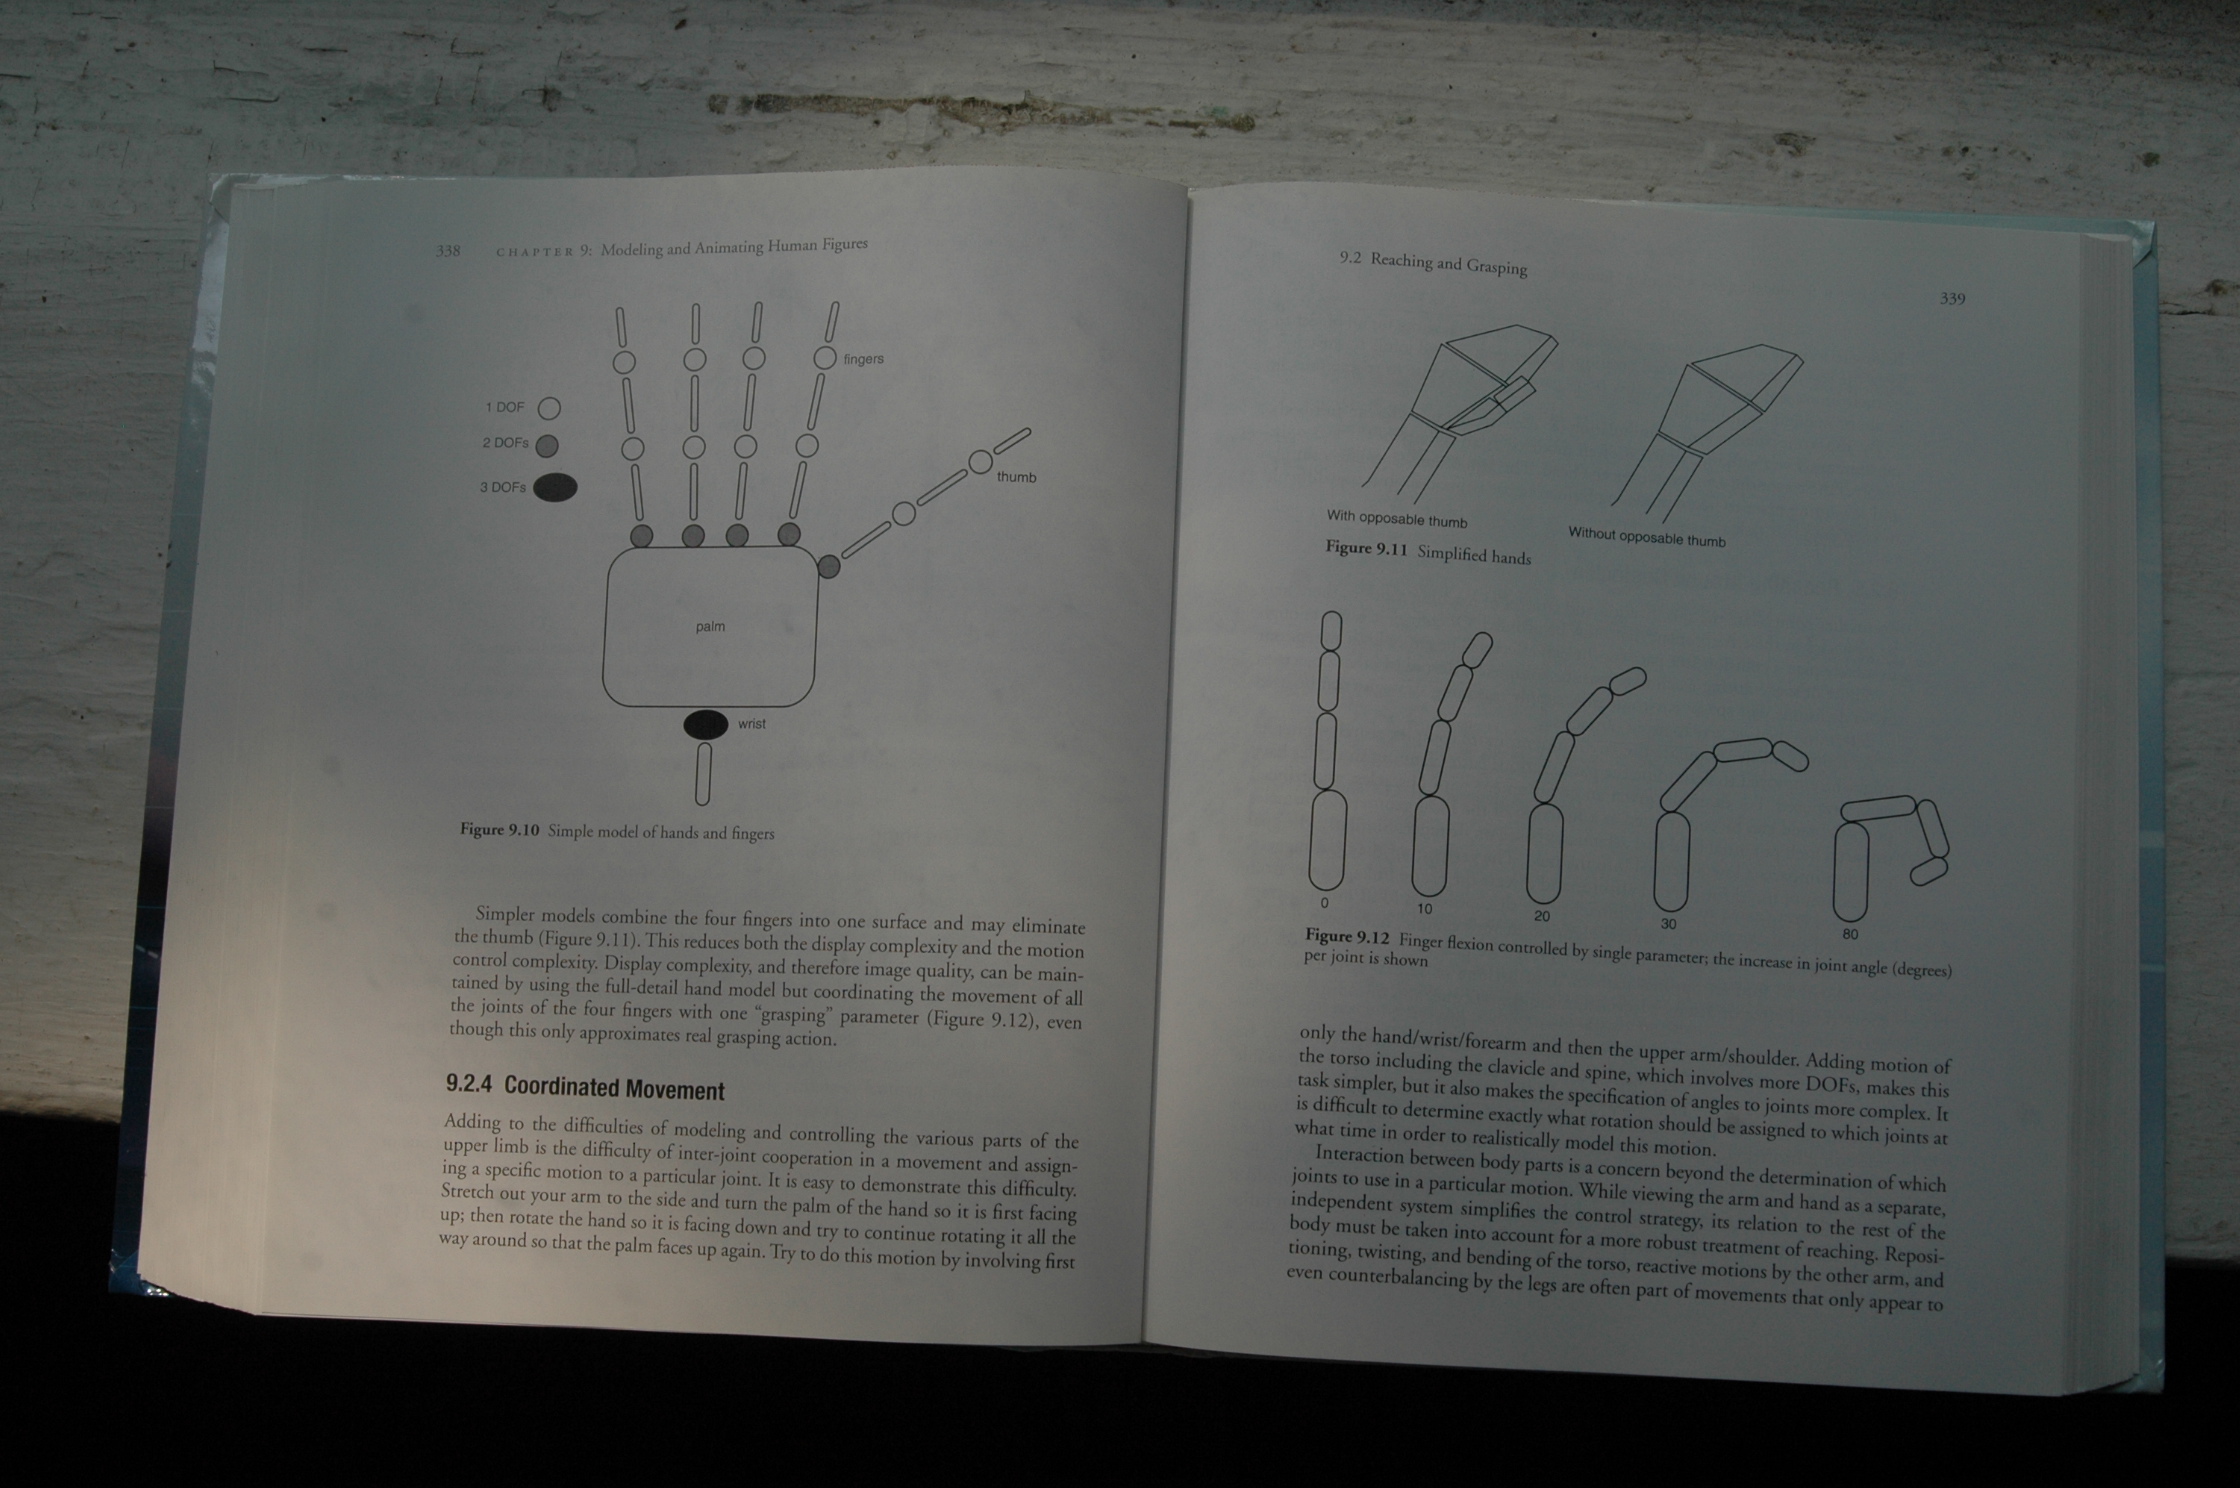 338 CHAPTER 9: Modeling and Animating Human Figures
fingers
1 DOF
2 DOFs
3 DOFs
thumb
palm
wrist
Figure 9.10 Simple model of hands and fingers
Simpler models combine the four fingers into one surface and may eliminate
the thumb (Figure 9.11). This reduces both the display complexity and the motion
control complexity. Display complexity, and therefore image quality, can be main-
tained by using the full-detail hand model but coordinating the movement of all
the joints of the four fingers with one “grasping” parameter (Figure 9.12), even
though this only approximates real grasping action.
9.2.4 Coordinated Movement
Adding to the difficulties of modeling and controlling the various parts of the
upper limb is the difficulty of inter-joint cooperation in a movement and assign-
ing a specific motion to a particular joint. It is easy to demonstrate this difficulty.
Stretch out your arm to the side and turn the palm of the hand so it is first facing
up; then rotate the hand so it is facing down and try to continue rotating it all the
way around so that the palm faces up again. Try to do this motion by involving first
9.2 Reaching and Grasping
339
With opposable thumb
Without opposable thumb
Figure 9.11 Simplified hands
0
10
20
30
80
Figure 9.12 Finger flexion controlled by single parameter; the increase in joint angle (degrees)
per joint is shown
only the hand/wrist/forearm and then the upper arm/shoulder. Adding motion of
the torso including the clavicle and spine, which involves more DOFs, makes this
task simpler, but it also makes the specification of angles to joints more complex. It
is difficult to determine exactly what rotation should be assigned to which joints at
what time in order to realistically model this motion.
Interaction between body parts is a concern beyond the determination of which
joints to use in a particular motion. While viewing the arm and hand as a separate,
independent system simplifies the control strategy, its relation to the rest of the
body must be taken into account for a more robust treatment of reaching. Reposi-
tioning, twisting, and bending of the torso, reactive motions by the other arm, and
even counterbalancing by the legs are often part of movements that only appear to